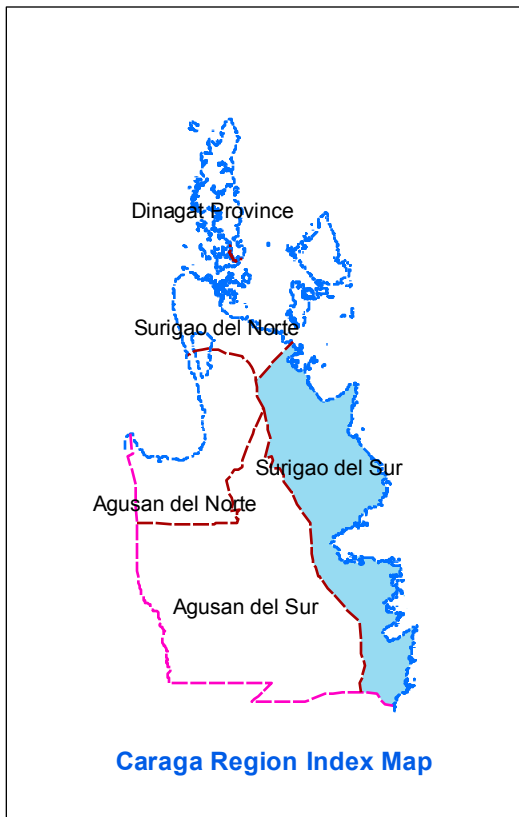 Dinagat Province
Surigao del Norte
Surigao del Sur
Agusan del Norte
Agusan del Sur
Caraga Region Index Map